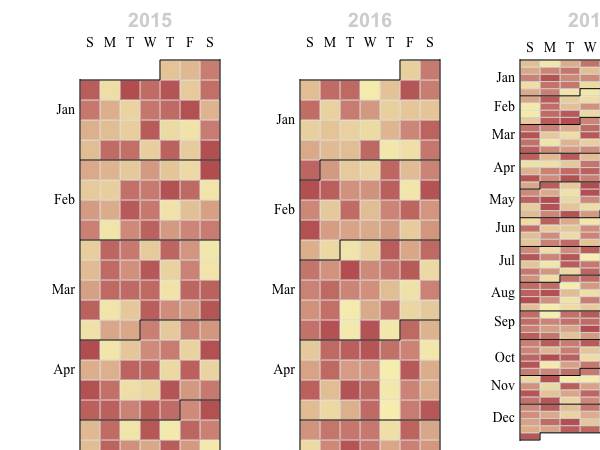 2015
2016
201
S M T W T F S
S M T W T F S
S M T W
Jan
Feb
Mar
Apr
Jan
Feb
Mar
Apr
Jan
Feb
Mar
Apr
May
Jun
Jul
Aug
Sep
Oct
Nov
Dec